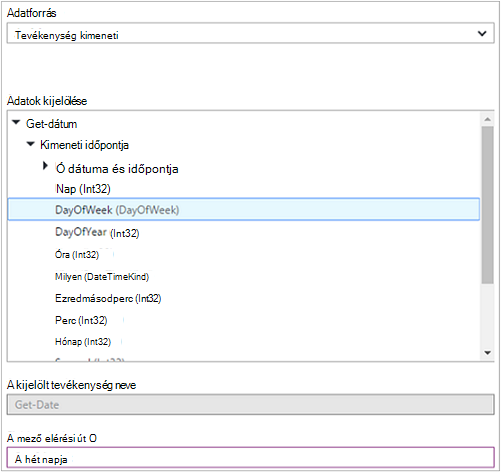 Adatforrás
Tevékenység kimeneti
Adatok kijelölése
Get-dátum
Kimeneti időpontja
Ó dátuma és időpontja
Nap (Int32)
DayOfWeek (DayOfWeek)
DayOfYear (Int32)
Óra (Int32)
Milyen (DateTimeKind)
Ezredmásodperc (Int32)
Perc (Int32)
Hónap (Int32)
A kijelölt tevékenység neve
Get-Date
A mező elérési út O
A hét napja